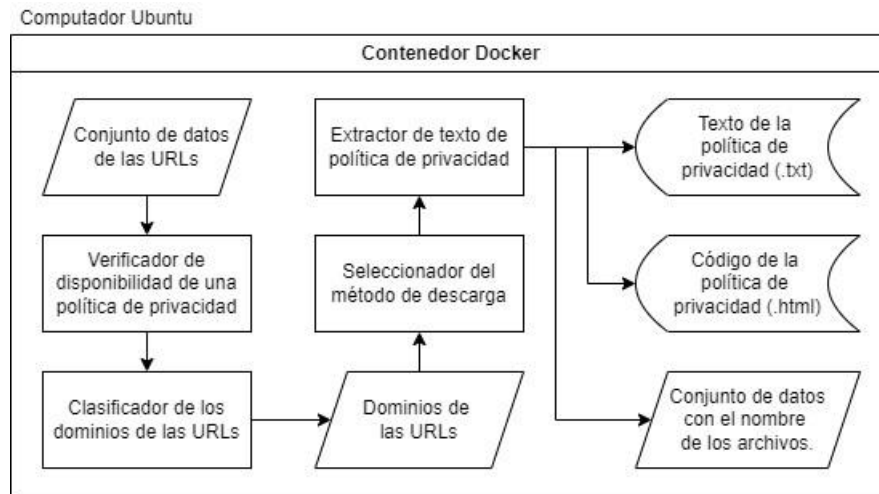 Computador Ubuntu
Contenedor Docker
Conjunto de datos
de las URLs
Verificador de
disponibilidad de una
política de privacidad
Clasificador de los
dominios de las URLs
Dominios de
las URLs
Seleccionador del
método de descarga
Extractor de texto de
política de privacidad
Texto de la
política de
privacidad (.txt)
Código de la
política de
privacidad (.html)
Conjunto de datos
con el nombre
de los archivos.